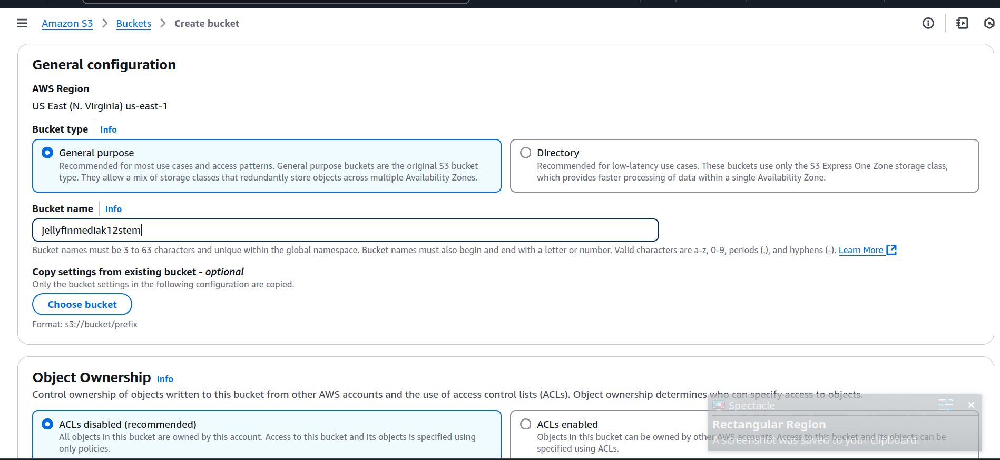 Amazon S3 > Buckets > Create bucket
General configuration
AWS Region
US East (N. Virginia) us-east-1
Bucket type Info
General purpose
Recommended for most use cases and access patterns. General purpose buckets are the original S3 bucket
type. They allow a mix of storage classes that redundantly store objects across multiple Availability Zones.
Directory
Recommended for low-latency use cases. These buckets use only the S3 Express One Zone storage class,
which provides faster processing of data within a single Availability Zone.
Bucket name Info
jellyfinmediak12stem
Bucket names must be 3 to 63 characters and unique within the global namespace. Bucket names must also begin and end with a letter or number. Valid characters are a-z, 0-9, periods (.), and hyphens (-). Learn More
Copy settings from existing bucket - optional
Only the bucket settings in the following configuration are copied.
Choose bucket
Format: s3://bucket/prefix
Object Ownership Info
Control ownership of objects written to this bucket from other AWS accounts and the use of access control lists (ACLs). Object ownership determines who can specify access to objects.
ACLs disabled (recommended)
All objects in this bucket are owned by this account. Access to this bucket and its objects is specified using
only policies.
ACLs enabled
Objects in this bucket can be owned by other AWS accounts. Access to this bucket and its objects can be
specified using ACLs.
Spectacle
Rectangular Region
A screenshot was saved to your clipboard.